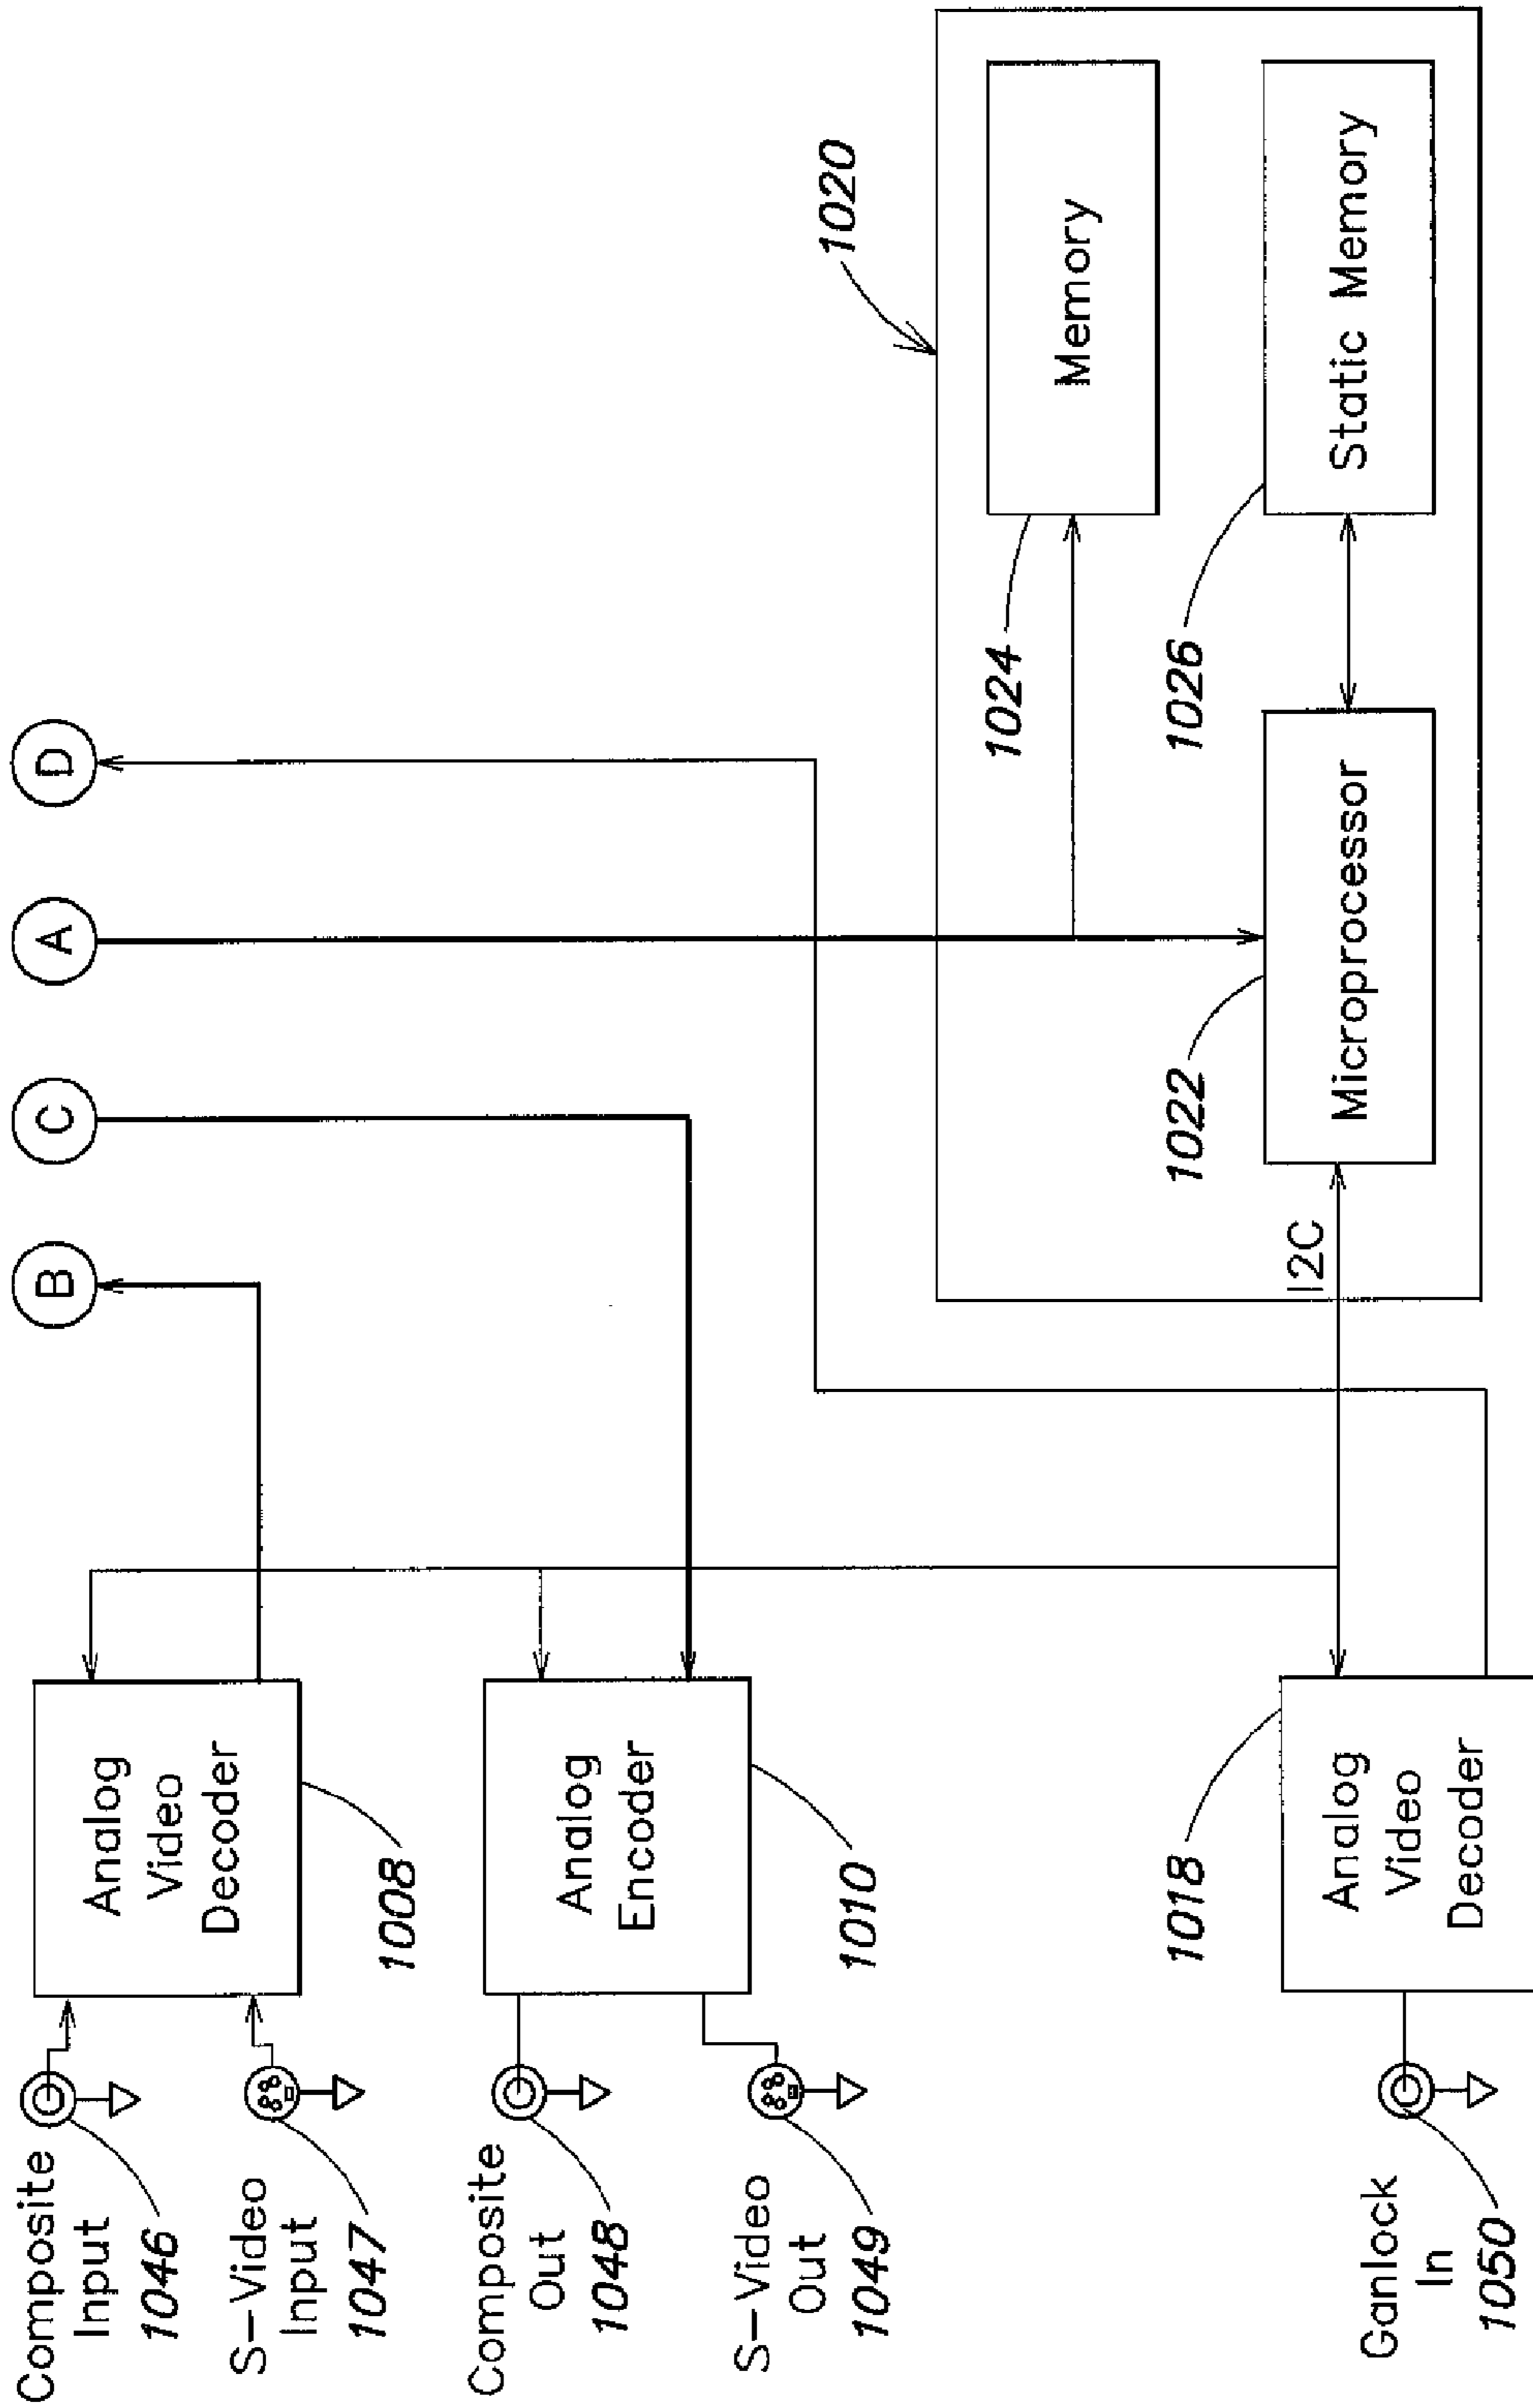 Composite
Input
1046
S-Video
Input
1047
Composite
Out
1048
S-Video
Out
1049
Ganlock
In
1050
Analog
Video
Decoder
1008
Analog
Encoder
1010
1018
Analog
Video
Decoder
B
C
A
D
I2C
1022
Microprocessor
1020
1024
Memory
1026
Static Memory